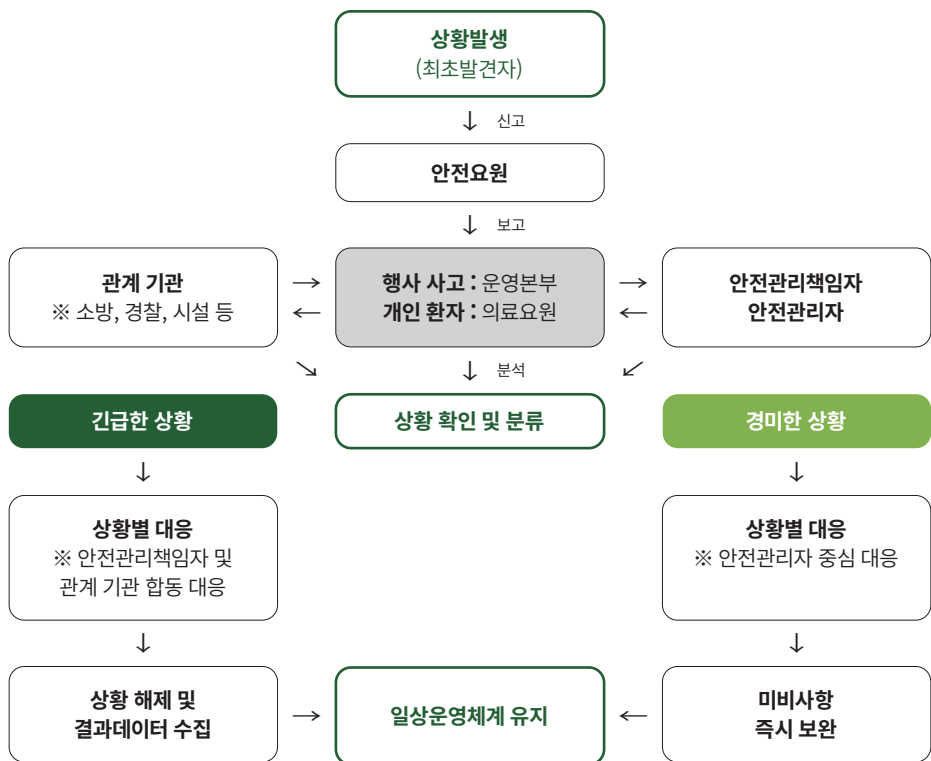 상황발생
(최초발견자)
↓ 신고
안전요원
↓ 보고
관계 기관
※ 소방, 경찰, 시설 등
→
←
행사 사고 : 운영본부
개인 환자 : 의료요원
→
←
안전관리책임자
안전관리자
↘
↓ 분석
↙
긴급한 상황
상황 확인 및 분류
경미한 상황
↓
↓
상황별 대응
※ 안전관리책임자 및
관계 기관 합동 대응
상황별 대응
※ 안전관리자 중심 대응
↓
↓
상황 해제 및
결과데이터 수집
→
일상운영체계 유지
←
미비사항
즉시 보완